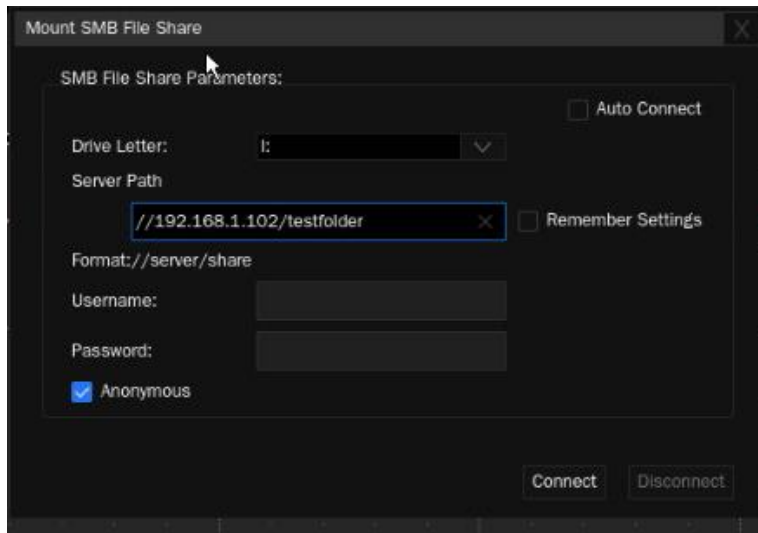 Mount SMB File Share
X
SMB File Share Parameters:
Auto Connect
Drive Letter: I:
Server Path
//192.168.1.102/testfolder
Remember Settings
Format://server/share
Username:
Password:
Anonymous
Connect
Disconnect